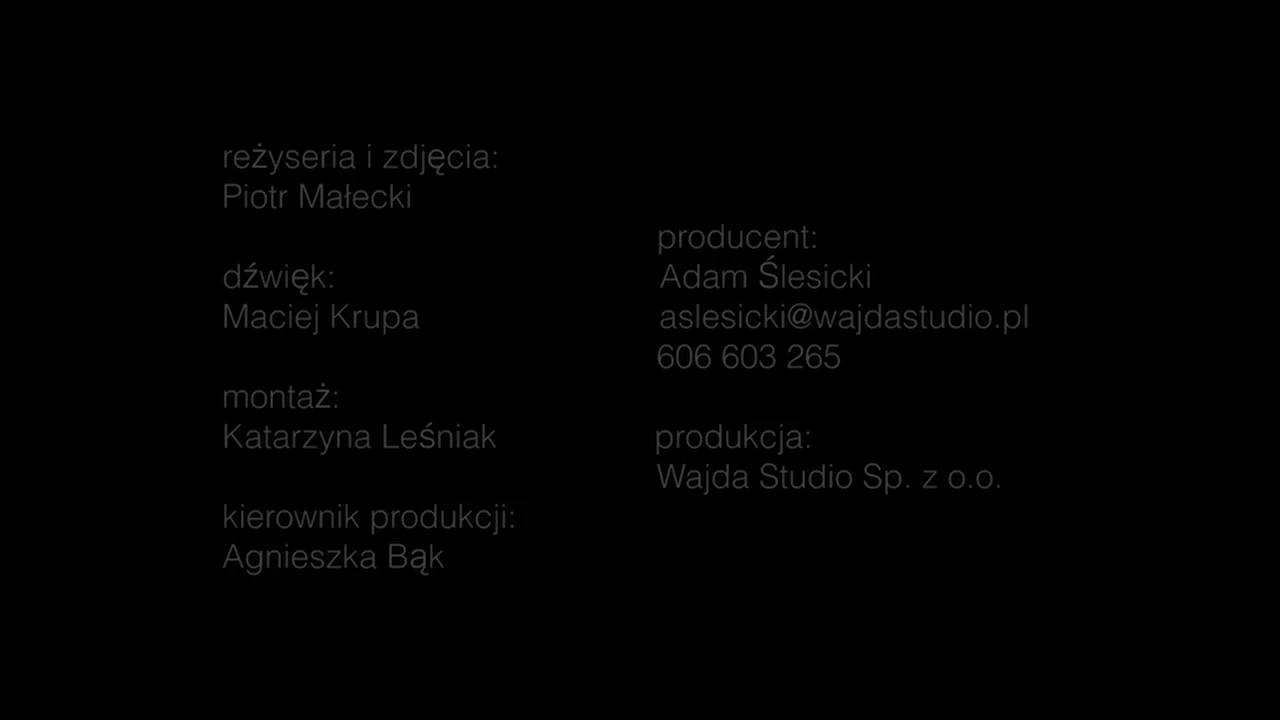 reżyseria i zdjęcia:
Piotr Małecki
dźwięk:
Maciej Krupa
montaż:
Katarzyna Leśniak
kierownik produkcji:
Agnieszka Bąk
producent:
Adam Ślesicki
aslesicki@wajdastudio.pl
606 603 265
produkcja:
Wajda Studio Sp. z o.o.